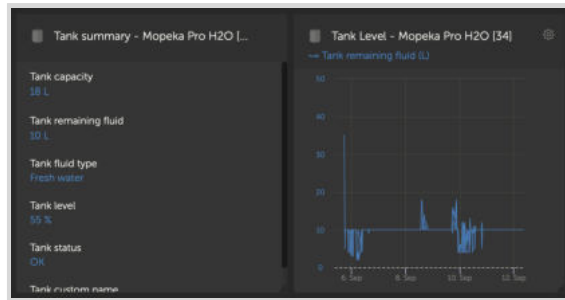 Tank summary - Mopeka Pro H2O [...
Tank capacity
18 L
Tank remaining fluid
10 L
Tank fluid type
Fresh water
Tank level
55 %
Tank status
OK
Tank custom name
Tank Level - Mopeka Pro H2O [34]
Tank remaining fluid (L)
50
40
30
20
10
0
6. Sep
8. Sep
10. Sep
12. Sep